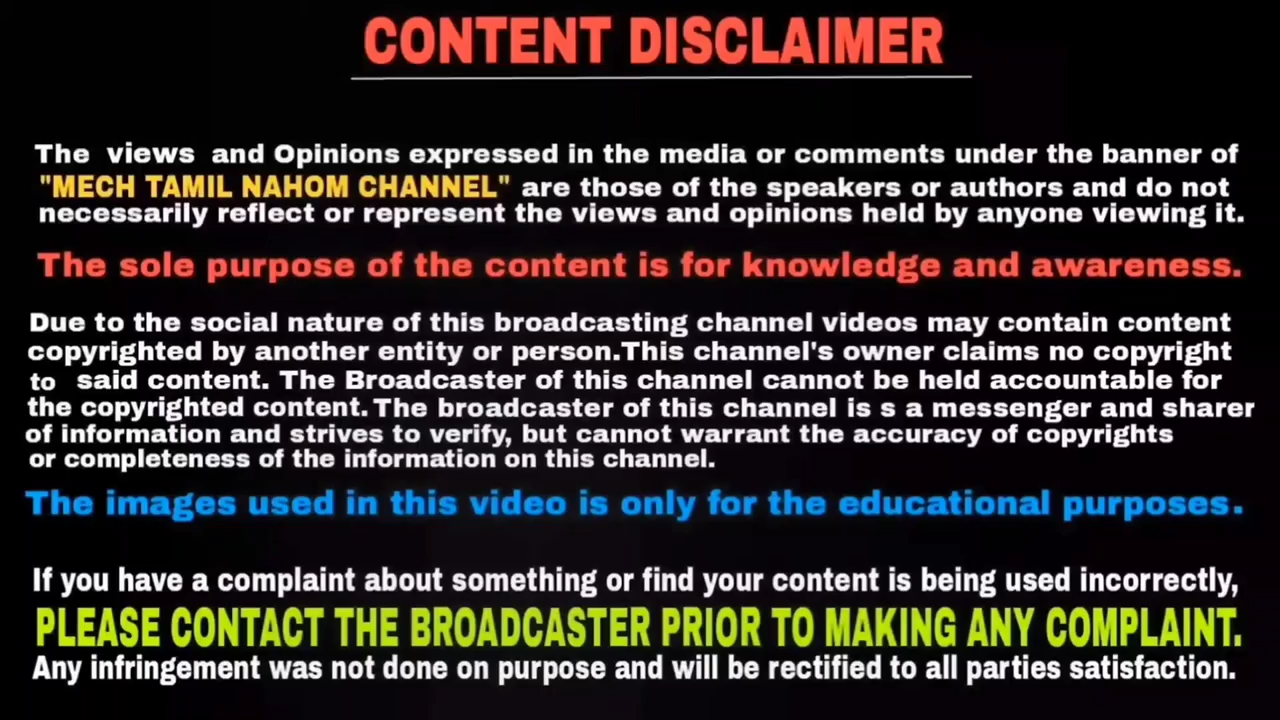 CONTENT DISCLAIMER
The views and Opinions expressed in the media or comments under the banner of
"MECH TAMIL NAHOM CHANNEL" are those of the speakers or authors and do not
necessarily reflect or represent the views and opinions held by anyone viewing it.
The sole purpose of the content is for knowledge and awareness.
Due to the social nature of this broadcasting channel videos may contain content
copyrighted by another entity or person.This channel's owner claims no copyright
to said content. The Broadcaster of this channel cannot be held accountable for
the copyrighted content. The broadcaster of this channel is s a messenger and sharer
of information and strives to verify, but cannot warrant the accuracy of copyrights
or completeness of the information on this channel.
The images used in this video is only for the educational purposes.
If you have a complaint about something or find your content is being used incorrectly,
PLEASE CONTACT THE BROADCASTER PRIOR TO MAKING ANY COMPLAINT.
Any infringement was not done on purpose and will be rectified to all parties satisfaction.